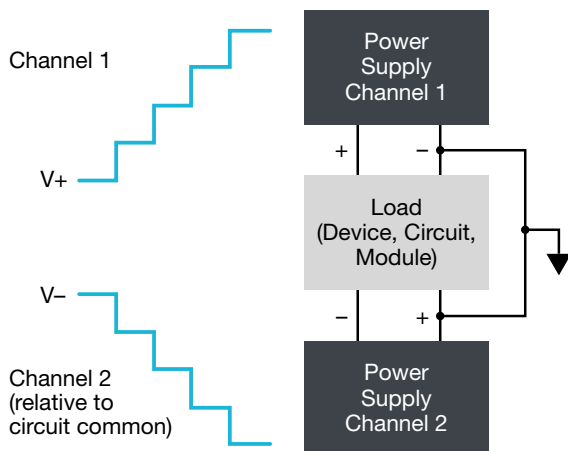 Channel 1
V+
Power
Supply
Channel 1
+
–
Load
(Device, Circuit,
Module)
–
+
V–
Channel 2
(relative to
circuit common)
Power
Supply
Channel 2